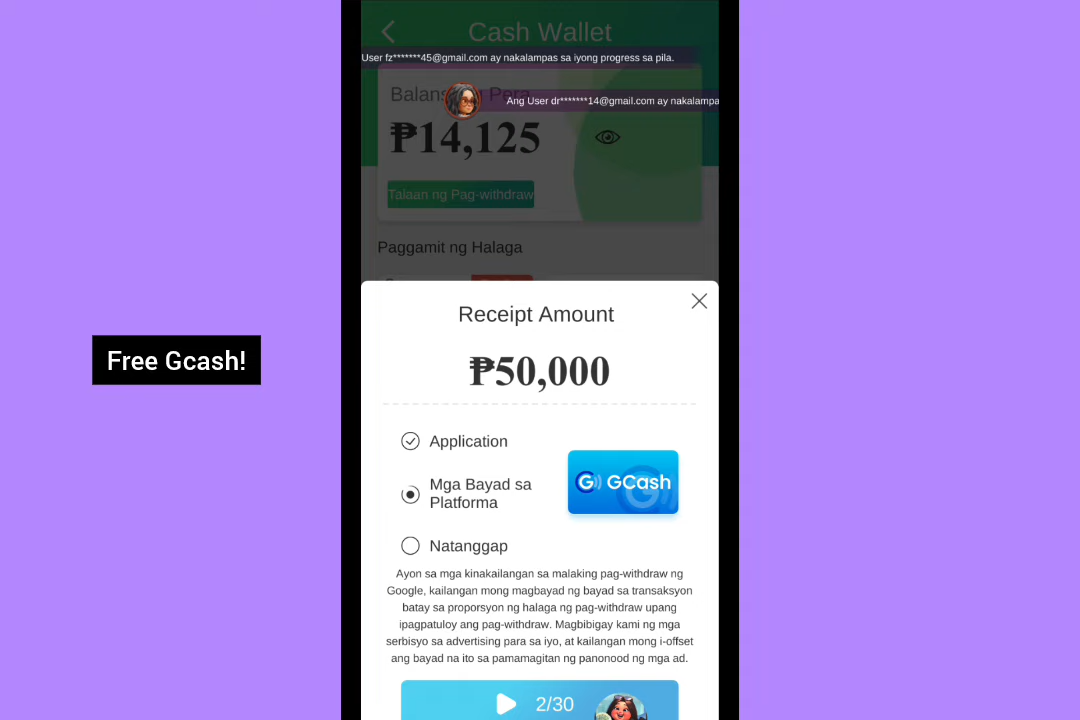 Cash Wallet
User fz*******45@gmail.com ay nakalampas sa iyong progress sa pila.
Ang User dr*******14@gmail.com ay nakalampa
₱14,125
Talaan ng Pag-withdraw
Paggamit ng Halaga
Receipt Amount
₱50,000
Application
Mga Bayad sa
Platforma
GCash
Natanggap
Free Gcash!
Ayon sa mga kinakailangan sa malaking pag-withdraw ng
Google, kailangan mong magbayad ng bayad sa transaksyon
batay sa proporsyon ng halaga ng pag-withdraw upang
ipagpatuloy ang pag-withdraw. Magbibigay kami ng mga
serbisyo sa advertising para sa iyo, at kailangan mong i-offset
ang bayad na ito sa pamamagitan ng panonood ng mga ad.
2/30